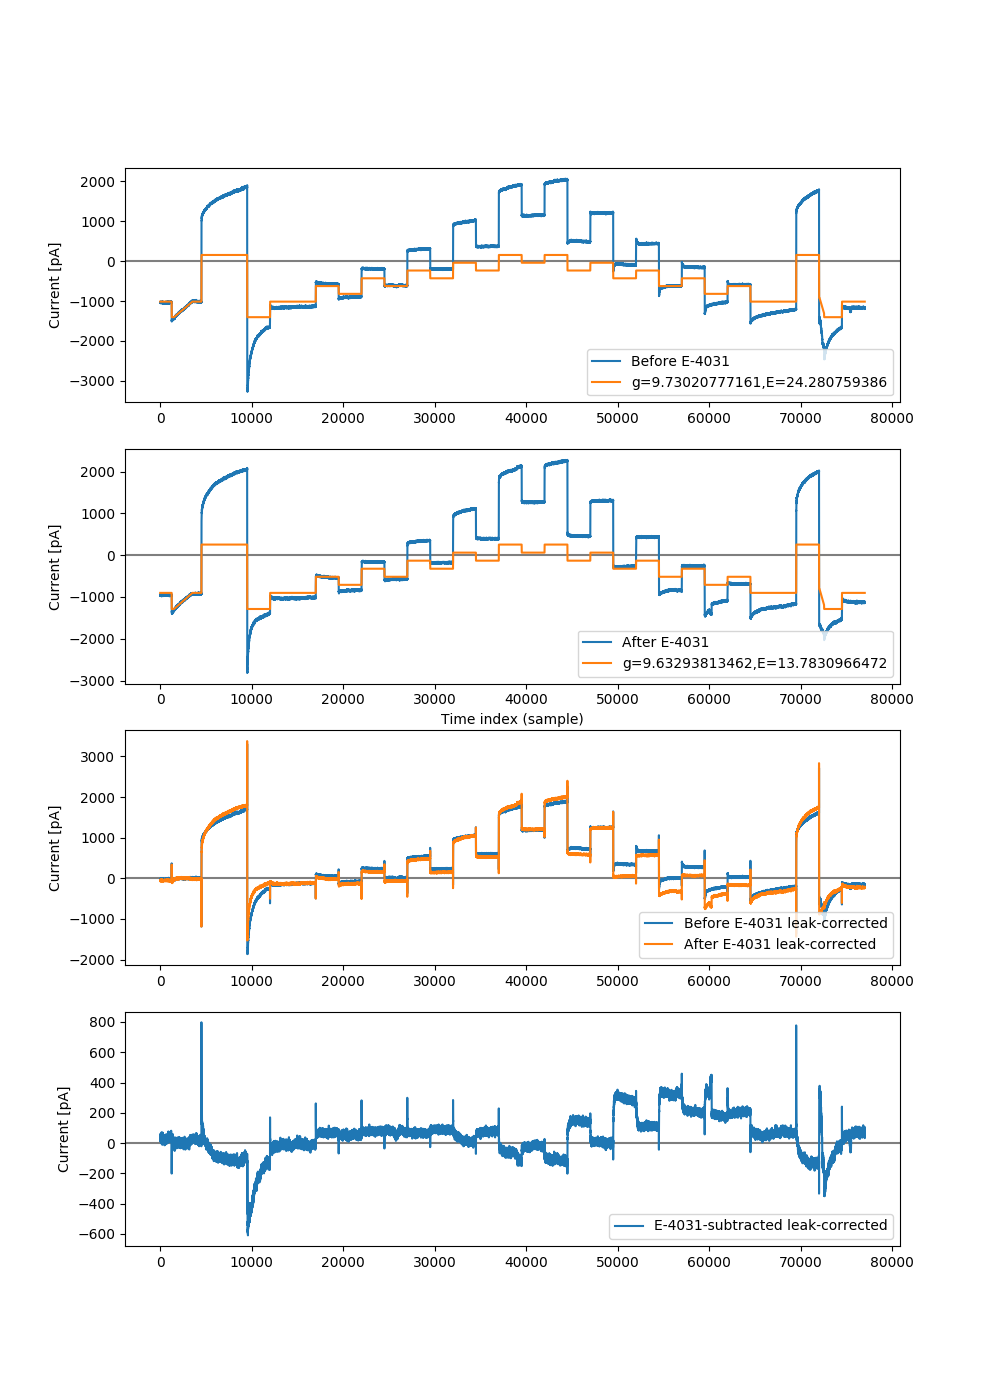 2000
1000
0
−1000
−2000
−3000
Current [pA]
Before E-4031
g=9.73020777161,E=24.280759386
0 10000 20000 30000 40000 50000 60000 70000 80000
2000
1000
0
−1000
−2000
−3000
Current [pA]
After E-4031
g=9.63293813462,E=13.7830966472
0 10000 20000 30000 40000 50000 60000 70000 80000
Time index (sample)
3000
2000
1000
0
−1000
−2000
Current [pA]
Before E-4031 leak-corrected
After E-4031 leak-corrected
0 10000 20000 30000 40000 50000 60000 70000 80000
800
600
400
200
0
−200
−400
−600
Current [pA]
E-4031-subtracted leak-corrected
0 10000 20000 30000 40000 50000 60000 70000 80000